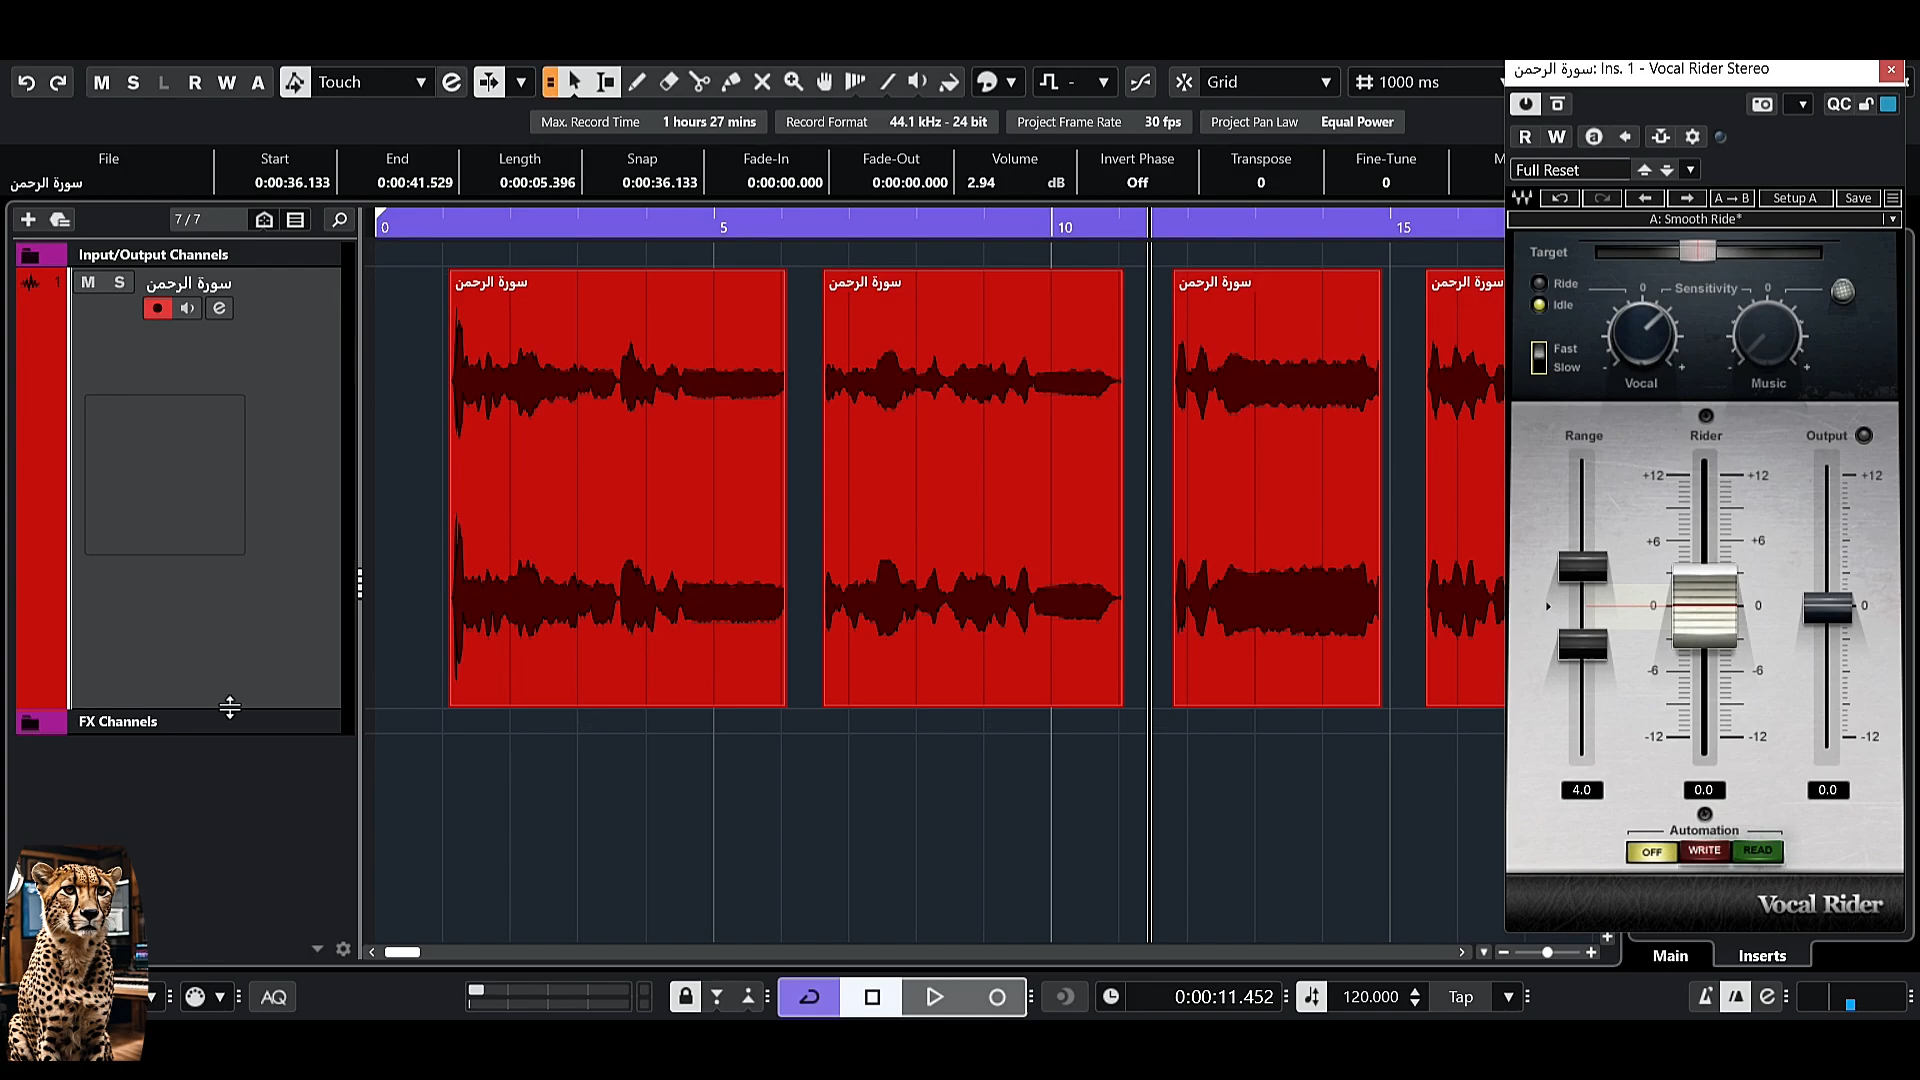 M S L R W A Touch Grid 1000 ms
سورة الرحمن: Ins. 1 - Vocal Rider Stereo
QC
R W a
Full Reset
A → B Setup A Save
A: Smooth Ride*
Max. Record Time 1 hours 27 mins Record Format 44.1 kHz - 24 bit Project Frame Rate 30 fps Project Pan Law Equal Power
File Start End Length Snap Fade-In Fade-Out Volume Invert Phase Transpose Fine-Tune M
سورة الرحمن 0:00:36.133 0:00:41.529 0:00:05.396 0:00:36.133 0:00:00.000 0:00:00.000 2.94 dB Off 0 0
7 / 7
0 5 10 15
Input/Output Channels
1 M S سورة الرحمن
سورة الرحمن سورة الرحمن سورة الرحمن سورة الرحمن
FX Channels
Target
Ride 0 Sensitivity 0
Idle
Fast
Slow
- + - +
Vocal Music
Range Rider Output
+12 +12 +12
+6 +6
0 0 0
-6 -6
-12 -12 -12
4.0 0.0 0.0
Automation
OFF WRITE READ
Vocal Rider
Main Inserts
AQ 0:00:11.452 120.000 Tap